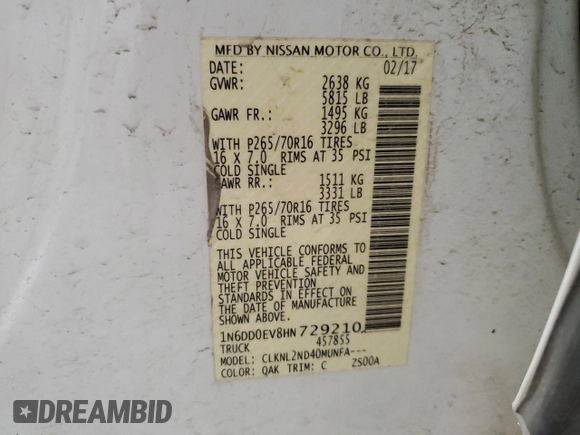 MFD BY NISSAN MOTOR CO., LTD.
DATE: 02/17
GVWR: 2638 KG
5815 LB
GAWR FR.: 1495 KG
3296 LB
WITH P265/70R16 TIRES
16 X 7.0 RIMS AT 35 PSI
COLD SINGLE
GAWR RR.: 1511 KG
3331 LB
WITH P265/70R16 TIRES
16 X 7.0 RIMS AT 35 PSI
COLD SINGLE
THIS VEHICLE CONFORMS TO
ALL APPLICABLE FEDERAL
MOTOR VEHICLE SAFETY AND
THEFT PREVENTION
STANDARDS IN EFFECT ON
THE DATE OF MANUFACTURE
SHOWN ABOVE.
1N6DD0EV8HN729210
TRUCK 457855
MODEL: CLKNL2ND40MUNFA---
COLOR: QAK TRIM: C 2S00A
DREAMBID